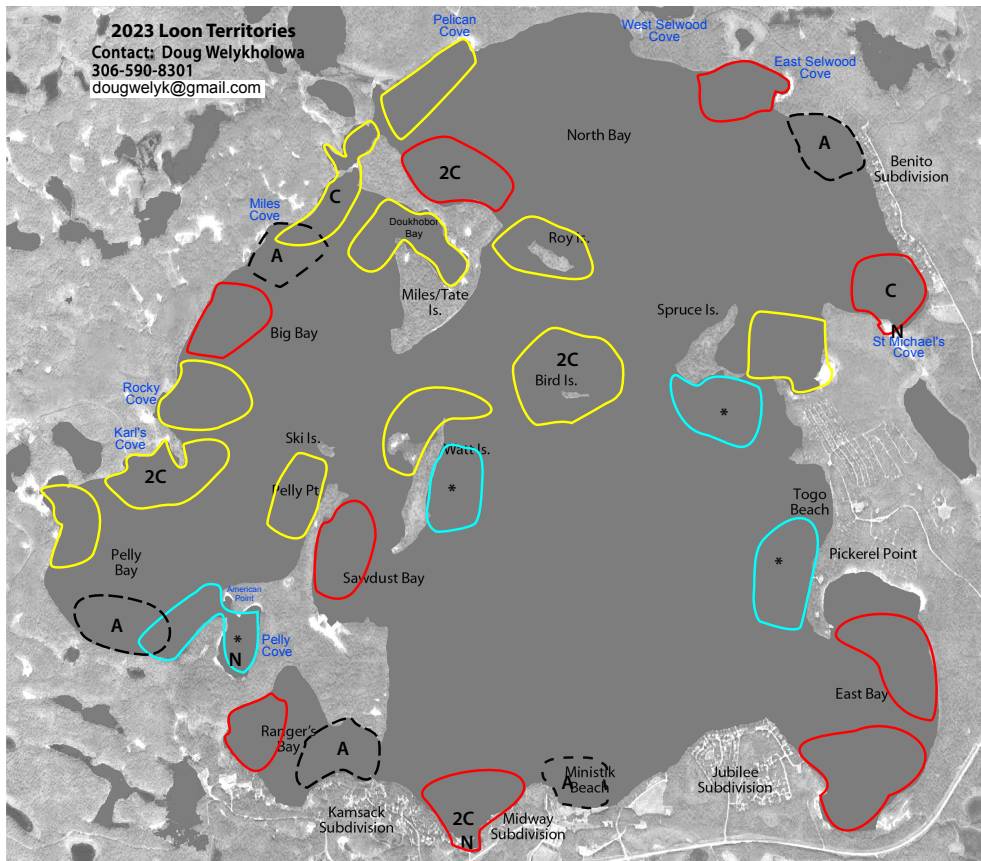 2023 Loon Territories
Contact: Doug Welykholowa
306-590-8301
dougwelyk@gmail.com
Pelican
Cove
West Selwood
Cove
East Selwood
Cove
North Bay
A
Benito
Subdivision
2C
C
Miles
Cove
A
Doukhobor
Bay
Roy Is.
Miles/Tate
Is.
C
N
St Michael's
Cove
Spruce Is.
Big Bay
2C
Bird Is.
Rocky
Cove
Karl's
Cove
2C
Ski Is.
Watt Is.
*
*
Pelly Pt
Togo
Beach
*
Pickerel Point
Pelly
Bay
Sawdust Bay
American
Point
A
*
N
Pelly
Cove
East Bay
Ranger's
Bay
A
Ministik
Beach
A
Jubilee
Subdivision
Kamsack
Subdivision
2C
N
Midway
Subdivision